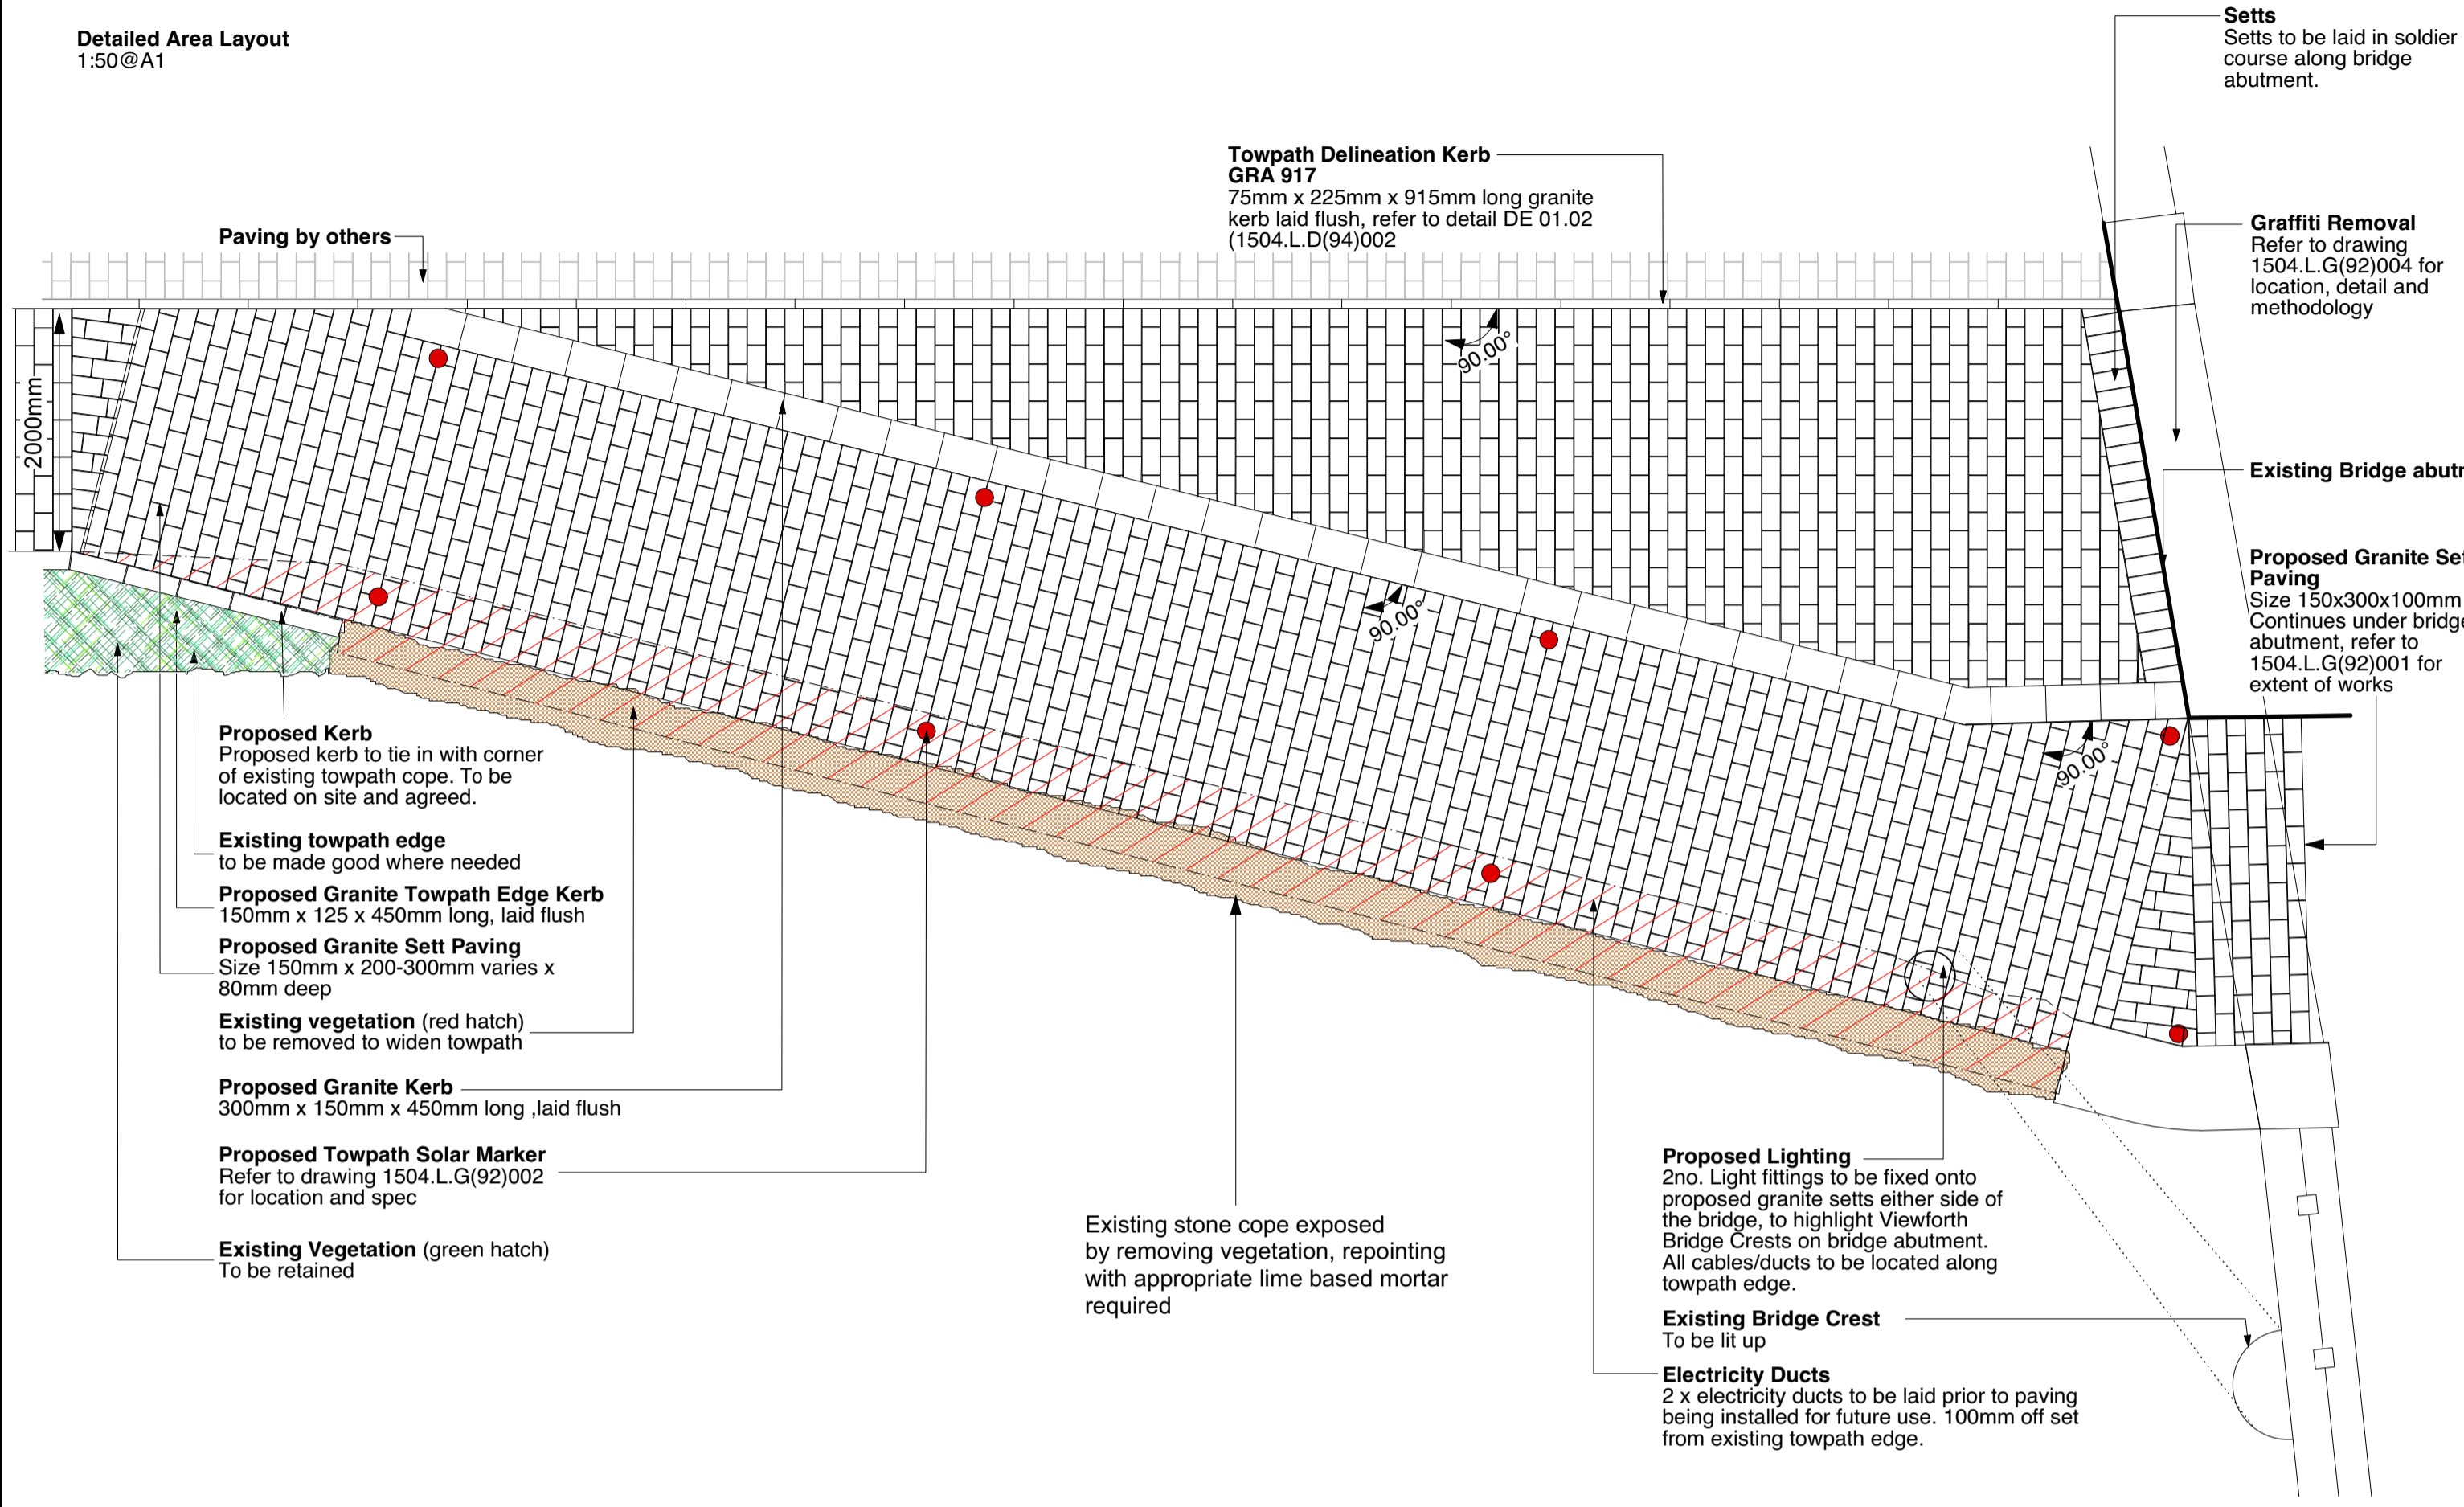 Detailed Area Layout
1:50@A1
Setts
Setts to be laid in soldier
course along bridge
abutment.
Towpath Delineation Kerb
GRA 917
75mm x 225mm x 915mm long granite
kerb laid flush, refer to detail DE 01.02
(1504.L.D(94)002
Paving by others
Graffiti Removal
Refer to drawing
1504.L.G(92)004 for
location, detail and
methodology
2000mm
90.00°
Existing Bridge
Proposed Granite
Paving
Size 150x300x100mm
Continues under
abutment, refer to
1504.L.G(92)001 for
extent of works
90.00°
90.00°
Proposed Kerb
Proposed kerb to tie in with corner
of existing towpath cope. To be
located on site and agreed.
Existing towpath edge
to be made good where needed
Proposed Granite Towpath Edge Kerb
150mm x 125 x 450mm long, laid flush
Proposed Granite Sett Paving
Size 150mm x 200-300mm varies x
80mm deep
Existing vegetation (red hatch)
to be removed to widen towpath
Proposed Granite Kerb
300mm x 150mm x 450mm long ,laid flush
Proposed Towpath Solar Marker
Refer to drawing 1504.L.G(92)002
for location and spec
Existing Vegetation (green hatch)
To be retained
Existing stone cope exposed
by removing vegetation, repointing
with appropriate lime based mortar
required
Proposed Lighting
2no. Light fittings to be fixed onto
proposed granite setts either side of
the bridge, to highlight Viewforth
Bridge Crests on bridge abutment.
All cables/ducts to be located along
towpath edge.
Existing Bridge Crest
To be lit up
Electricity Ducts
2 x electricity ducts to be laid prior to paving
being installed for future use. 100mm off set
from existing towpath edge.